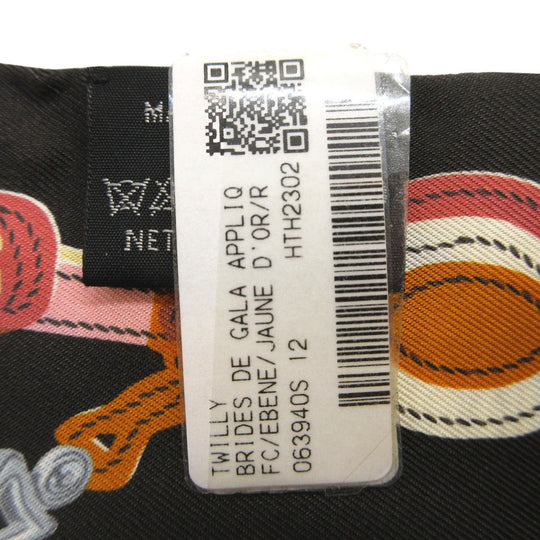 TWILLY
BRIDES DE GALA APPLIQ
FC/EBENE/JAUNE D'OR/R
063940S 12
HTH2302
NET